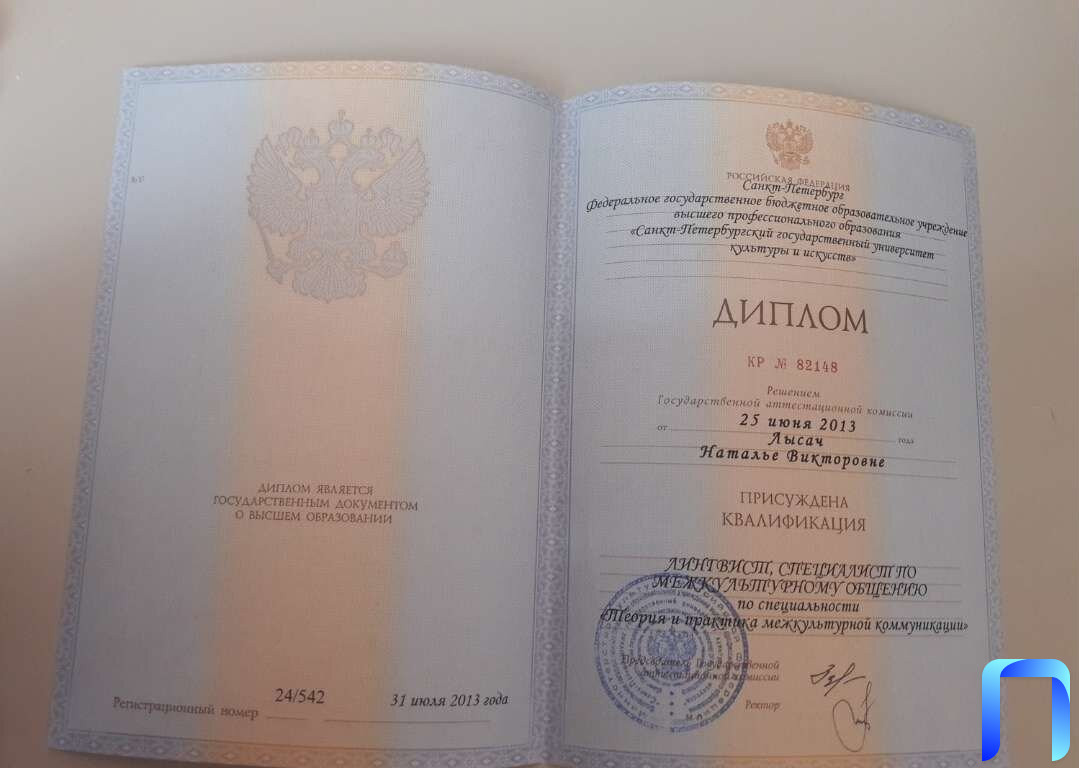 ДИПЛОМ ЯВЛЯЕТСЯ
ГОСУДАРСТВЕННЫМ ДОКУМЕНТОМ
О ВЫСШЕМ ОБРАЗОВАНИИ
Регистрационный номер 24/542 31 июля 2013 года
РОССИЙСКАЯ ФЕДЕРАЦИЯ
Санкт-Петербург
Федеральное государственное бюджетное образовательное учреждение
высшего профессионального образования
«Санкт-Петербургский государственный университет
культуры и искусств»
ДИПЛОМ
КР № 82148
Решением
Государственной аттестационной комиссии
от 25 июня 2013 года
Лысач
Наталье Викторовне
ПРИСУЖДЕНА
КВАЛИФИКАЦИЯ
ЛИНГВИСТ, СПЕЦИАЛИСТ ПО
МЕЖКУЛЬТУРНОМУ ОБЩЕНИЮ
по специальности
«Теория и практика межкультурной коммуникации»
Председатель Государственной
аттестационной комиссии
Ректор